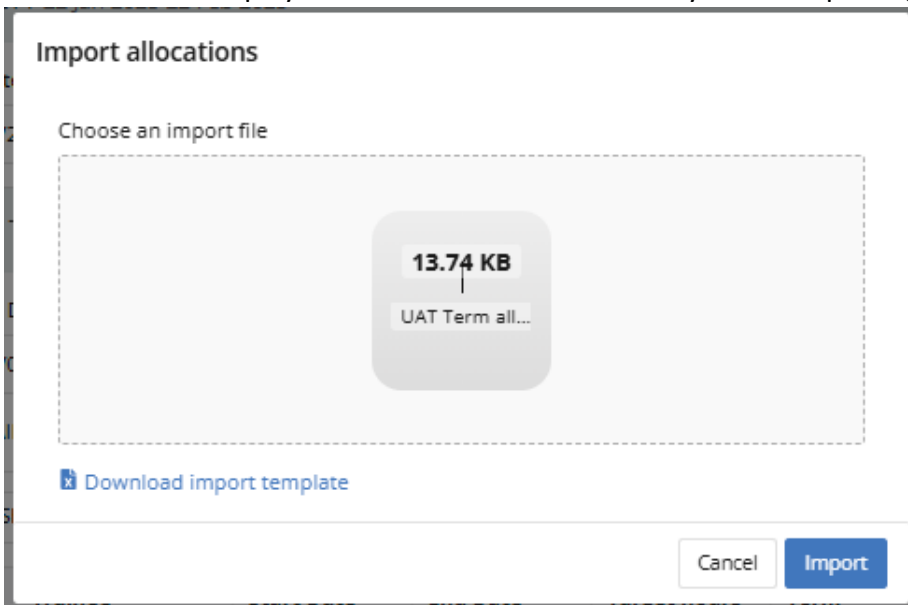 Import allocations
Choose an import file
13.74 KB
UAT Term all...
Download import template
Cancel
Import